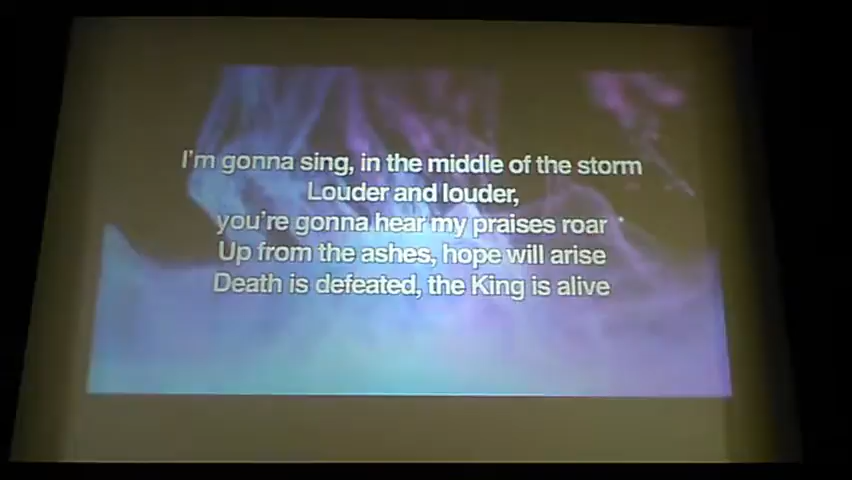 I'm gonna sing, in the middle of the storm
Louder and louder,
you're gonna hear my praises roar
Up from the ashes, hope will arise
Death is defeated, the King is alive